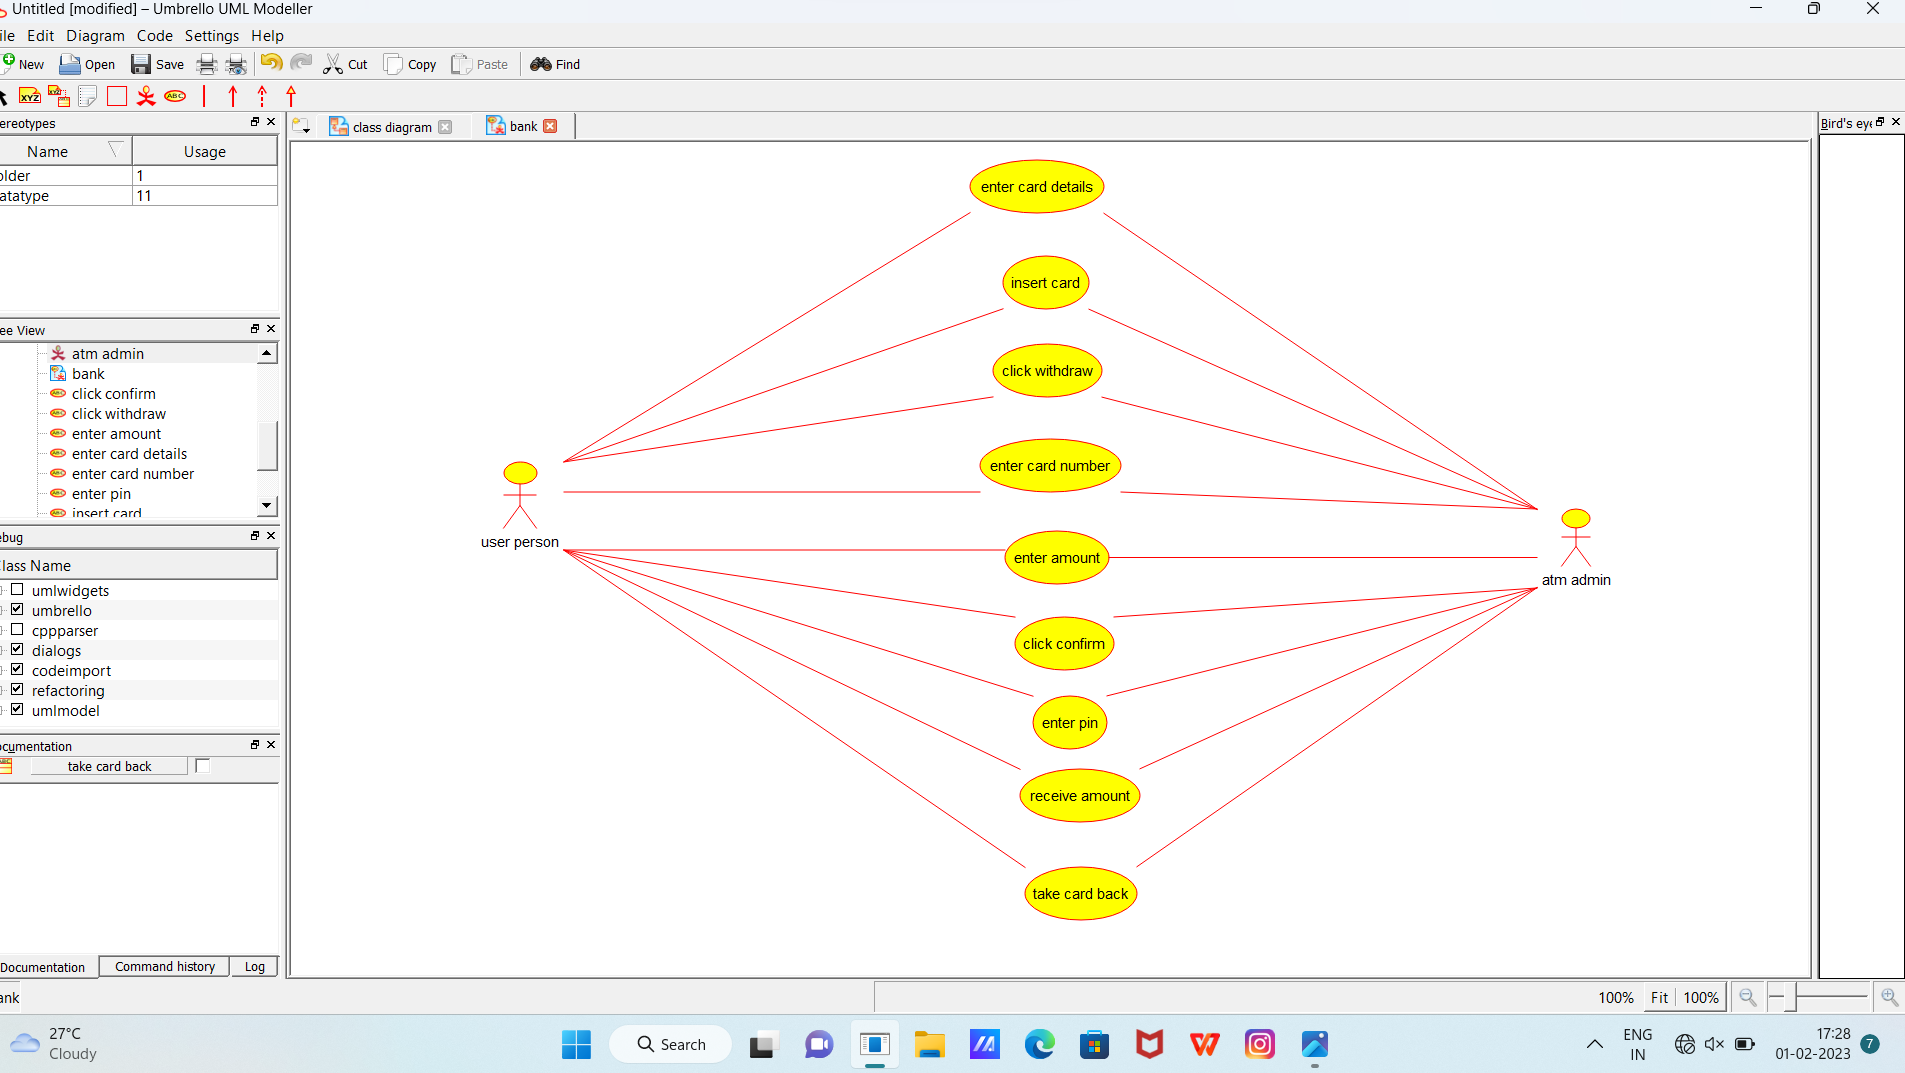 Untitled [modified] – Umbrello UML Modeller
ile Edit Diagram Code Settings Help
New Open Save Cut Copy Paste Find
XYZ XYZ ABC
ereotypes
Name Usage
older 1
atatype 11
ee View
atm admin
bank
click confirm
click withdraw
enter amount
enter card details
enter card number
enter pin
insert card
ebug
lass Name
umlwidgets
umbrello
cppparser
dialogs
codeimport
refactoring
umlmodel
ocumentation
take card back
Documentation Command history Log
ank
class diagram bank
enter card details
insert card
click withdraw
enter card number
user person
enter amount
atm admin
click confirm
enter pin
receive amount
take card back
Bird's eye
100% Fit 100%
27°C
Cloudy
Search
ENG
IN
17:28
01-02-2023
7